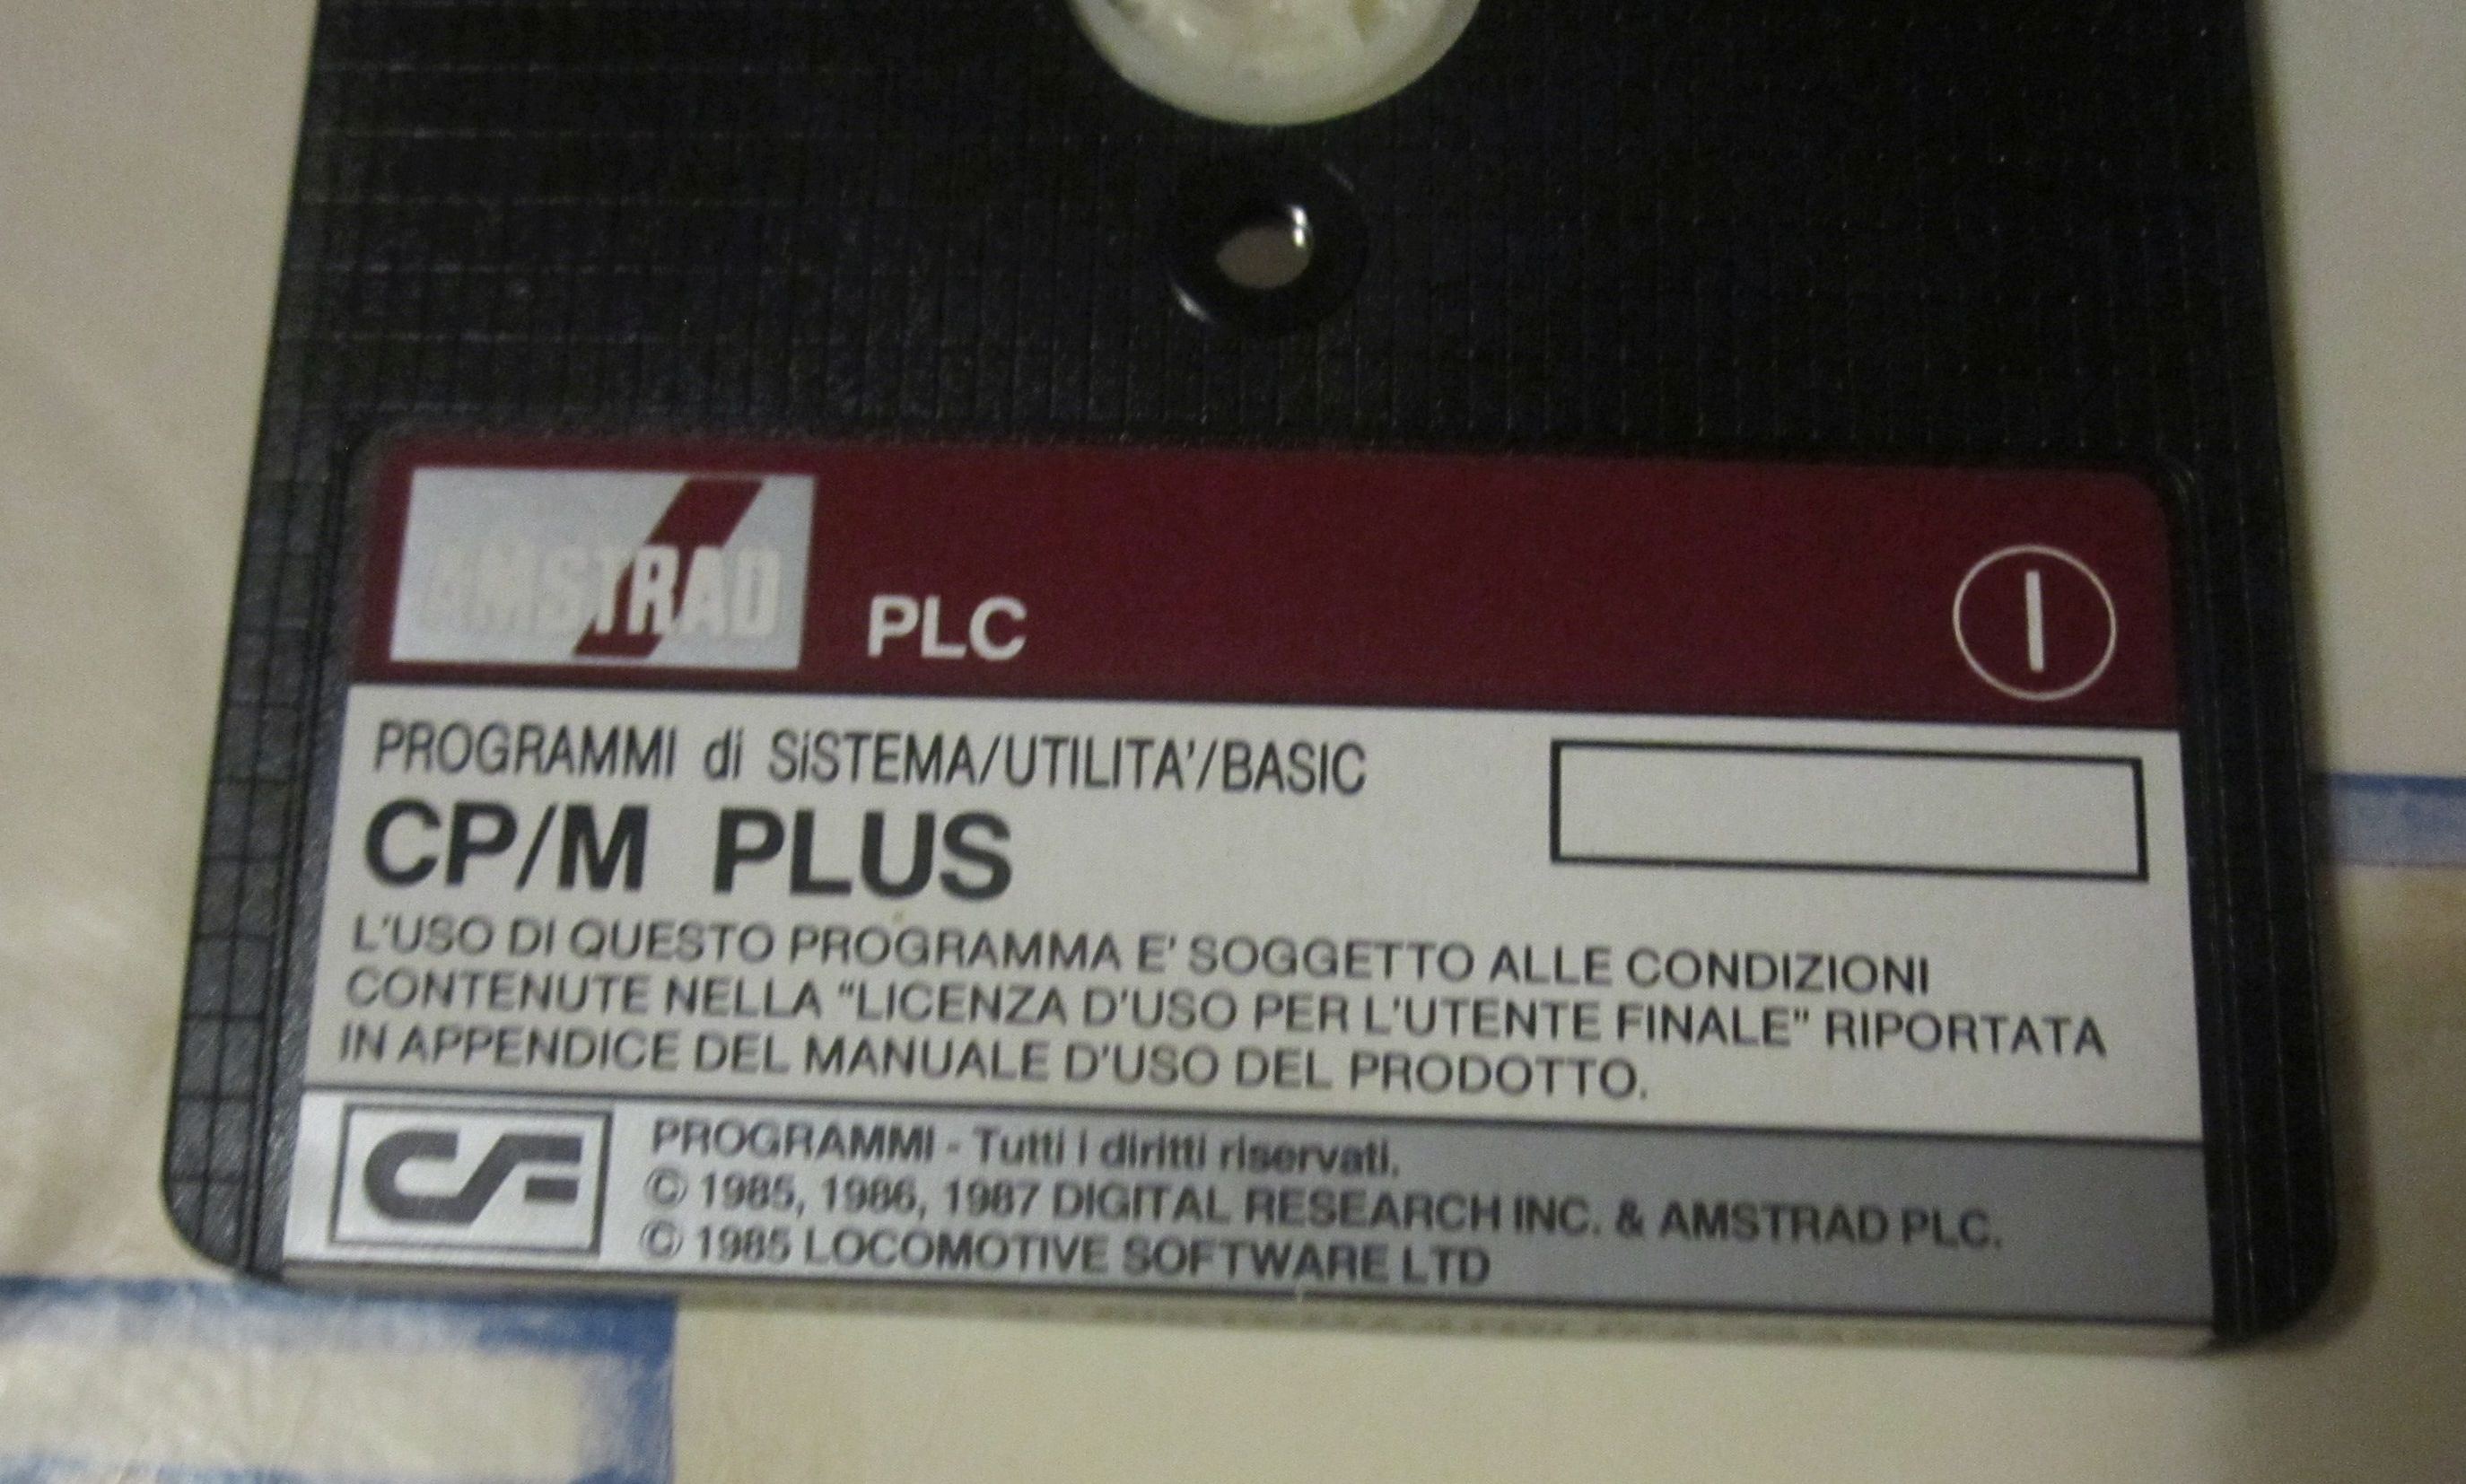 AMSTRAD PLC
I
PROGRAMMI di SiSTEMA/UTILITA'/BASIC
CP/M PLUS
L'USO DI QUESTO PROGRAMMA E' SOGGETTO ALLE CONDIZIONI
CONTENUTE NELLA "LICENZA D'USO PER L'UTENTE FINALE" RIPORTATA
IN APPENDICE DEL MANUALE D'USO DEL PRODOTTO.
CF
PROGRAMMI - Tutti i diritti riservati.
© 1985, 1986, 1987 DIGITAL RESEARCH INC. & AMSTRAD PLC.
© 1985 LOCOMOTIVE SOFTWARE LTD